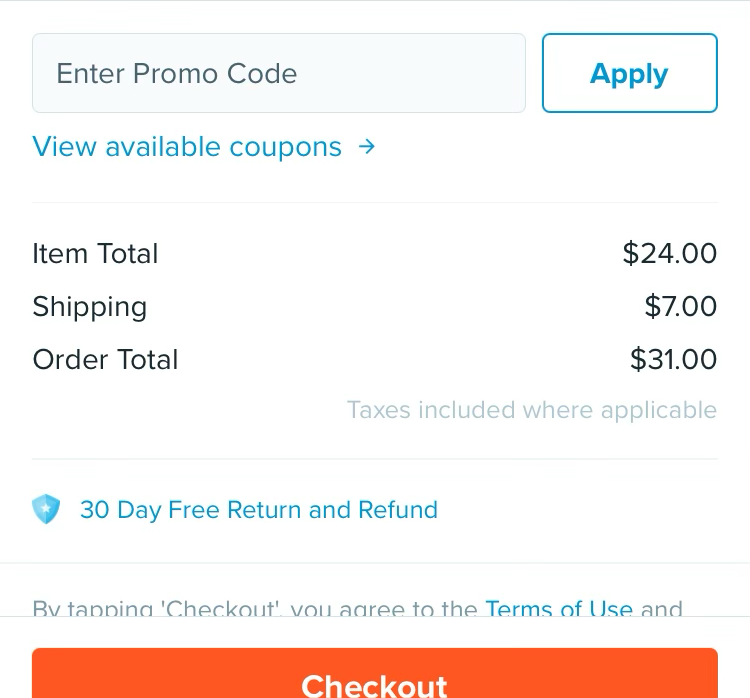 Enter Promo Code Apply
View available coupons →
Item Total $24.00
Shipping $7.00
Order Total $31.00
Taxes included where applicable
30 Day Free Return and Refund
By tapping 'Checkout', you agree to the Terms of Use and
Checkout